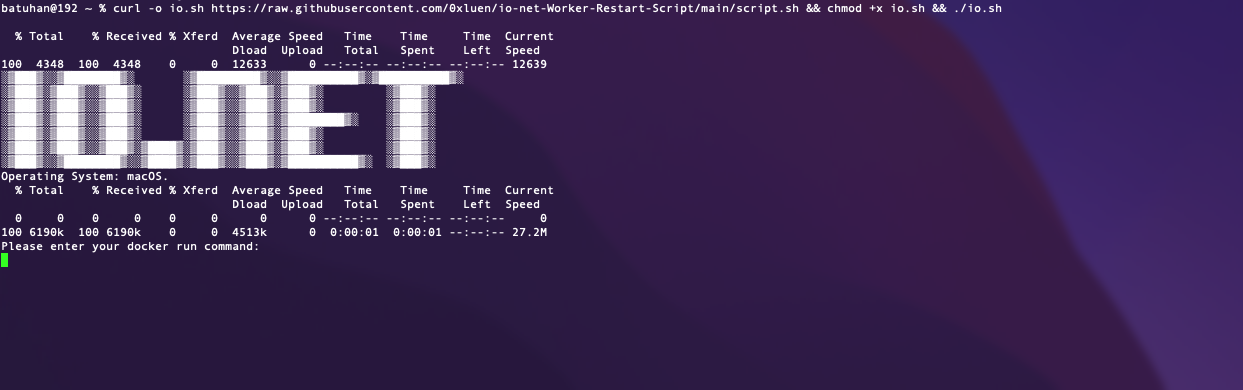 batuhan@192 ~ % curl -o io.sh https://raw.githubusercontent.com/0xluen/io-net-Worker-Restart-Script/main/script.sh && chmod +x io.sh && ./io.sh
% Total    % Received % Xferd  Average Speed   Time    Time     Time  Current
Dload  Upload   Total   Spent    Left  Speed
100  4348  100  4348    0     0  12633      0 --:--:-- --:--:-- --:--:-- 12639
IO.NET
Operating System: macOS.
% Total    % Received % Xferd  Average Speed   Time    Time     Time  Current
Dload  Upload   Total   Spent    Left  Speed
0     0    0     0    0     0      0      0 --:--:-- --:--:-- --:--:--     0
100 6190k  100 6190k    0     0  4513k      0  0:00:01  0:00:01 --:--:-- 27.2M
Please enter your docker run command: